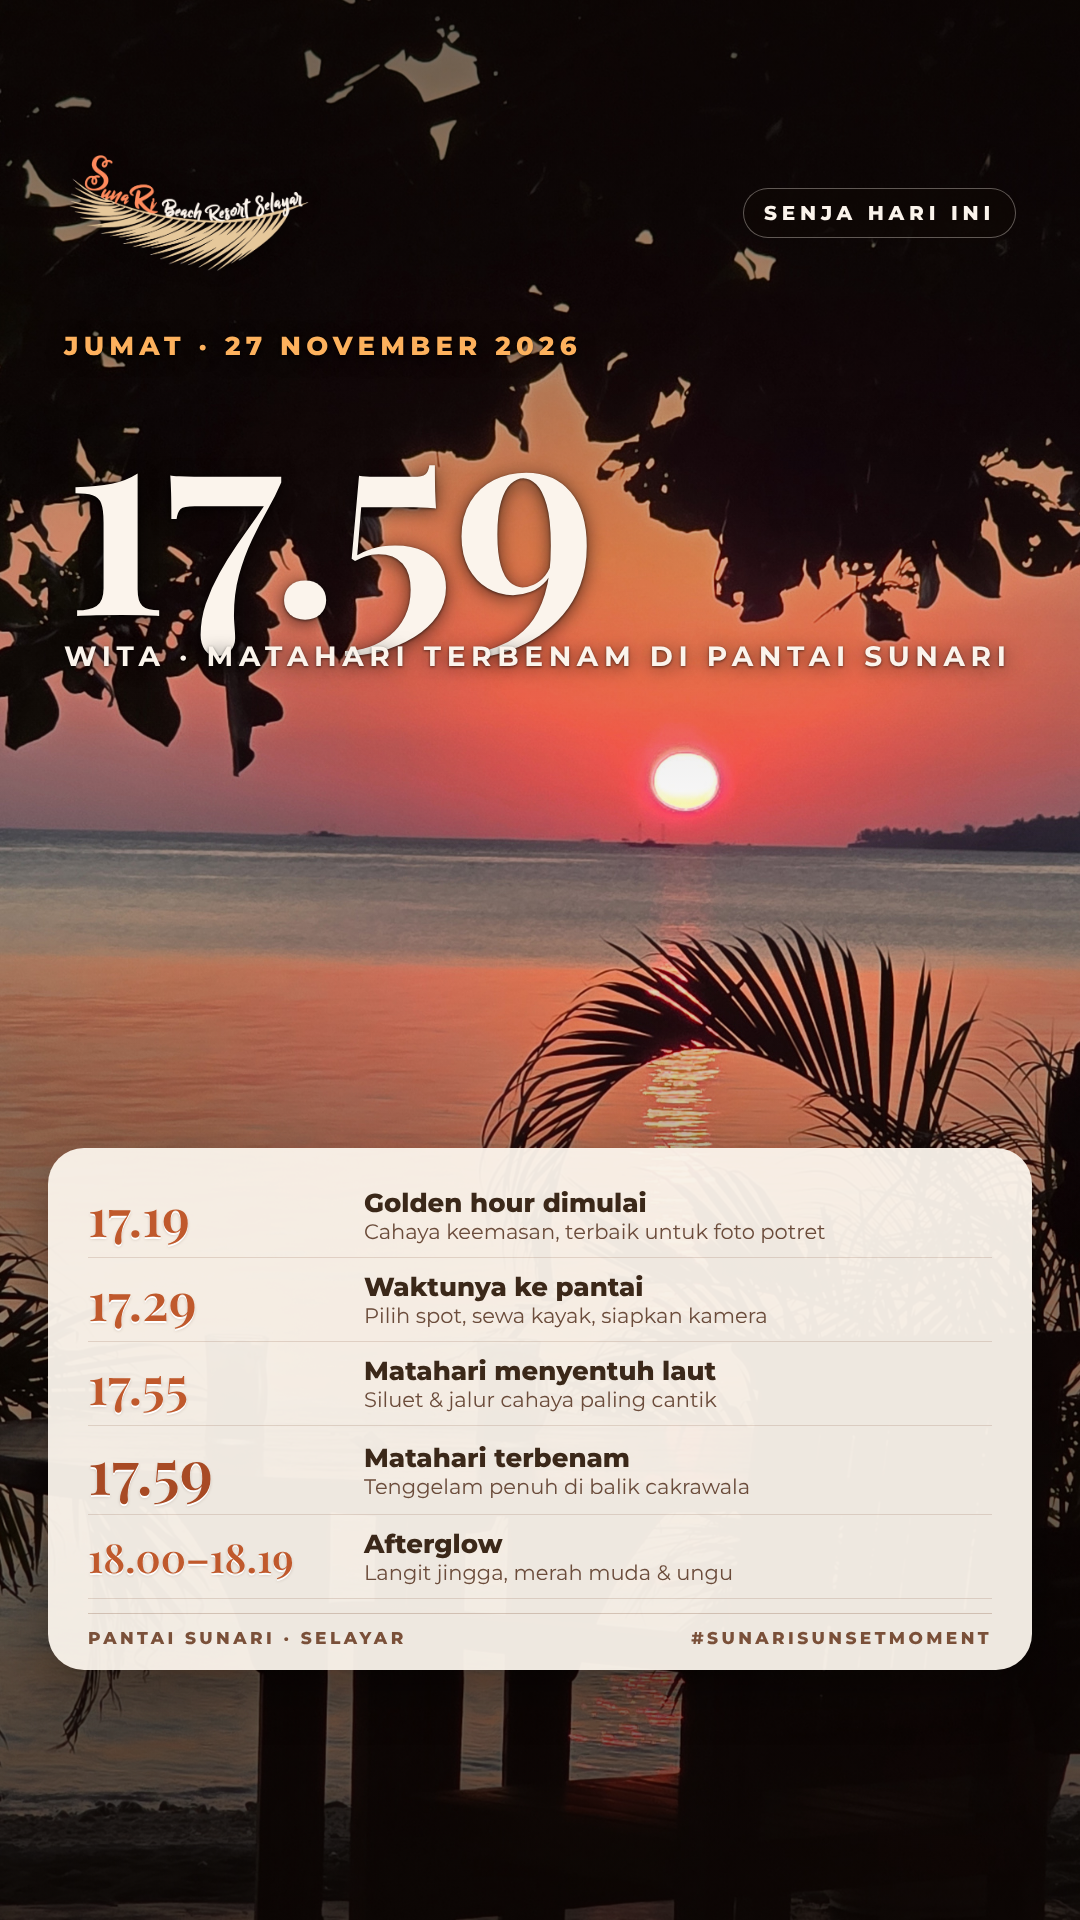 SunaRi Beach Resort Selayar
SENJA HARI INI
JUMAT · 27 NOVEMBER 2026
17.59
WITA · MATAHARI TERBENAM DI PANTAI SUNARI
17.19
Golden hour dimulai
Cahaya keemasan, terbaik untuk foto potret
17.29
Waktunya ke pantai
Pilih spot, sewa kayak, siapkan kamera
17.55
Matahari menyentuh laut
Siluet & jalur cahaya paling cantik
17.59
Matahari terbenam
Tenggelam penuh di balik cakrawala
18.00–18.19
Afterglow
Langit jingga, merah muda & ungu
PANTAI SUNARI · SELAYAR
#SUNARISUNSETMOMENT